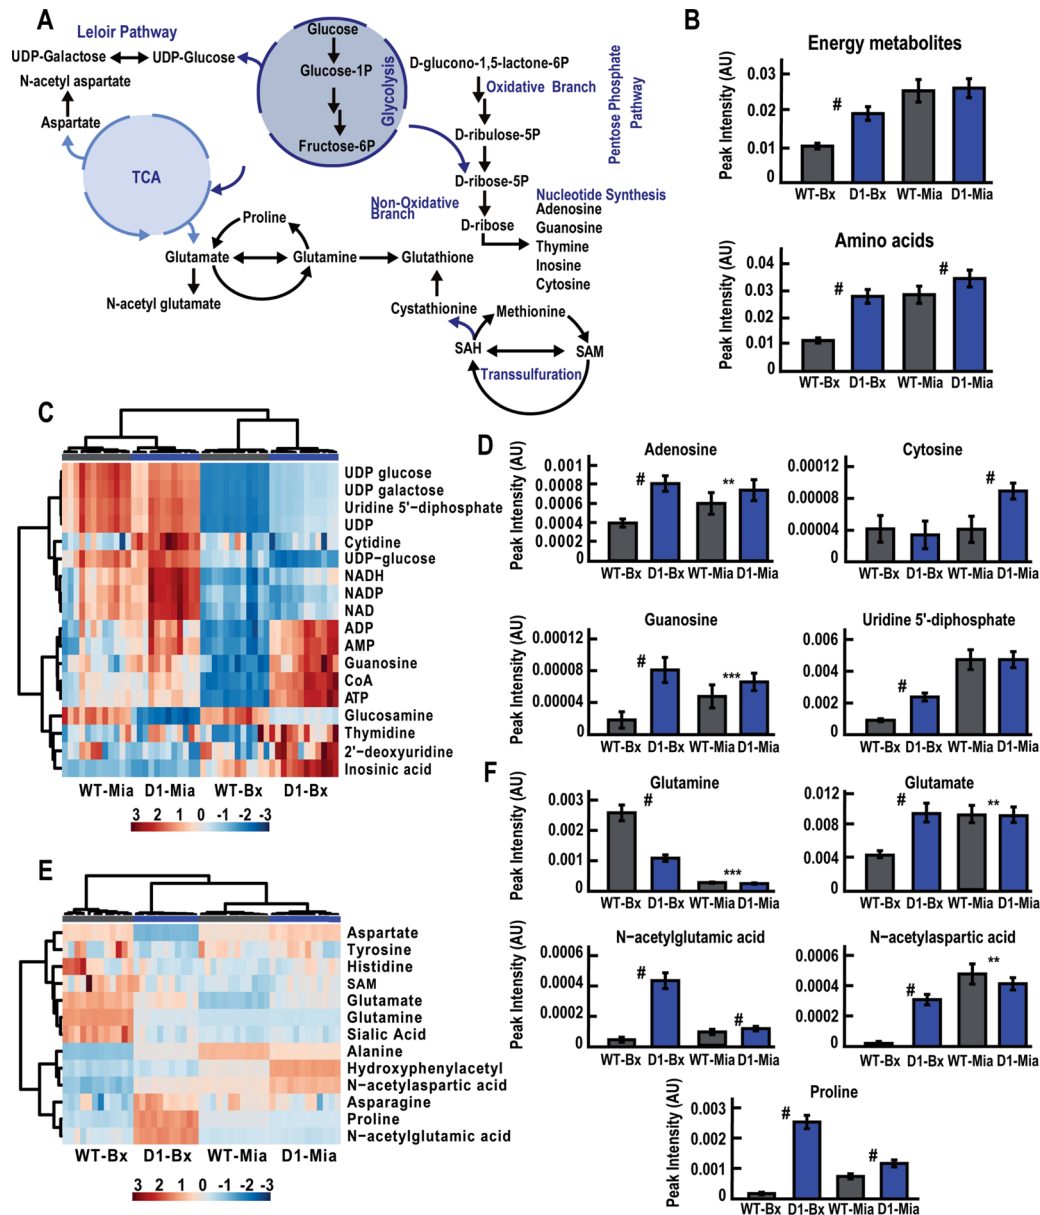 A
Leloir Pathway
UDP-Galactose
UDP-Glucose
N-acetyl aspartate
Aspartate
TCA
Glucose
Glucose-1P
Fructose-6P
Glycolysis
D-glucono-1,5-lactone-6P
Oxidative Branch
D-ribulose-5P
D-ribose-5P
Non-Oxidative
Branch
D-ribose
Pentose Phosphate
Pathway
Nucleotide Synthesis
Adenosine
Guanosine
Thymine
Inosine
Cytosine
Proline
Glutamate
Glutamine
Glutathione
N-acetyl glutamate
Cystathionine
Methionine
SAH
SAM
Transsulfuration
B
Energy metabolites
Peak Intensity (AU)
0.03
0.02
0.01
0
#
WT-Bx D1-Bx WT-Mia D1-Mia
Amino acids
Peak Intensity (AU)
0.04
0.03
0.02
0.01
0
#
#
WT-Bx D1-Bx WT-Mia D1-Mia
C
UDP glucose
UDP galactose
Uridine 5'-diphosphate
UDP
Cytidine
UDP-glucose
NADH
NADP
NAD
ADP
AMP
Guanosine
CoA
ATP
Glucosamine
Thymidine
2'-deoxyuridine
Inosinic acid
WT-Mia D1-Mia WT-Bx D1-Bx
3 2 1 0 -1 -2 -3
D
Adenosine
Peak Intensity (AU)
0.001
0.0008
0.0006
0.0004
0.0002
0
#
**
WT-Bx D1-Bx WT-Mia D1-Mia
Cytosine
0.00012
0.00008
0.00004
0
#
WT-Bx D1-Bx WT-Mia D1-Mia
Guanosine
Peak Intensity (AU)
0.00012
0.00008
0.00004
0
#
***
WT-Bx D1-Bx WT-Mia D1-Mia
Uridine 5'-diphosphate
0.006
0.004
0.002
0
#
WT-Bx D1-Bx WT-Mia D1-Mia
E
Aspartate
Tyrosine
Histidine
SAM
Glutamate
Glutamine
Sialic Acid
Alanine
Hydroxyphenylacetyl
N-acetylaspartic acid
Asparagine
Proline
N-acetylglutamic acid
WT-Bx D1-Bx WT-Mia D1-Mia
3 2 1 0 -1 -2 -3
F
Glutamine
Peak Intensity (AU)
0.003
0.002
0.001
0
#
***
WT-Bx D1-Bx WT-Mia D1-Mia
Glutamate
0.012
0.008
0.004
0
#
**
WT-Bx D1-Bx WT-Mia D1-Mia
N-acetylglutamic acid
Peak Intensity (AU)
0.0006
0.0004
0.0002
0
#
#
WT-Bx D1-Bx WT-Mia D1-Mia
N-acetylaspartic acid
0.0006
0.0004
0.0002
0
#
**
WT-Bx D1-Bx WT-Mia D1-Mia
Proline
Peak Intensity (AU)
0.003
0.002
0.001
0
#
#
WT-Bx D1-Bx WT-Mia D1-Mia